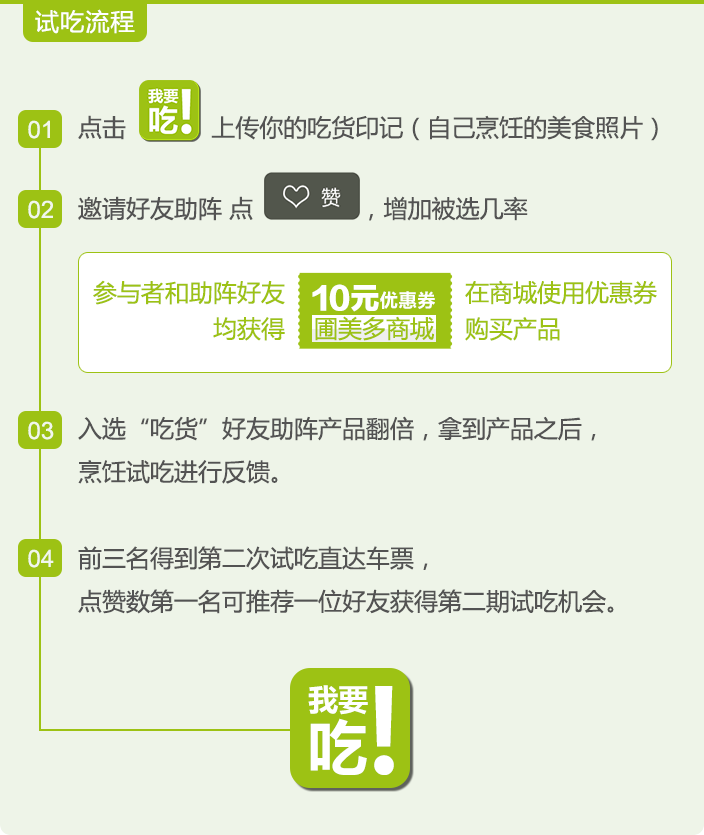 试吃流程
01 点击 我要吃! 上传你的吃货印记（自己烹饪的美食照片）
02 邀请好友助阵 点 赞 ，增加被选几率
参与者和助阵好友 10元优惠券 在商城使用优惠券
均获得 圃美多商城 购买产品
03 入选“吃货”好友助阵产品翻倍，拿到产品之后，
烹饪试吃进行反馈。
04 前三名得到第二次试吃直达车票，
点赞数第一名可推荐一位好友获得第二期试吃机会。
我要
吃!